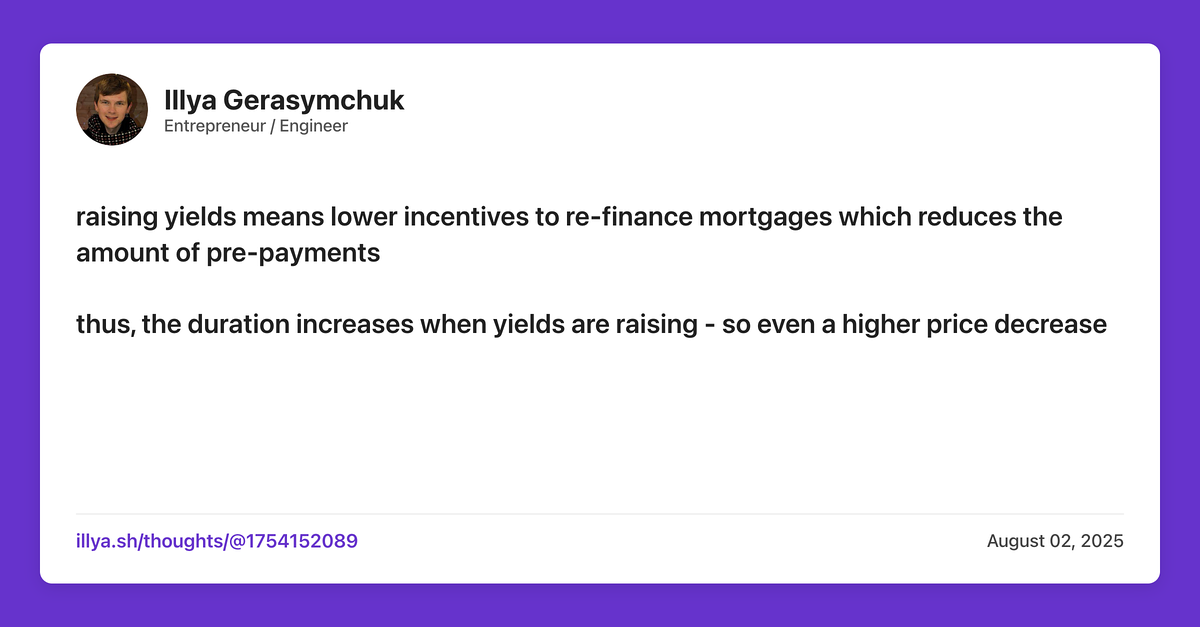 Illya Gerasymchuk
Entrepreneur / Engineer
raising yields means lower incentives to re-finance mortgages which reduces the
amount of pre-payments
thus, the duration increases when yields are raising - so even a higher price decrease
illya.sh/thoughts/@1754152089
August 02, 2025